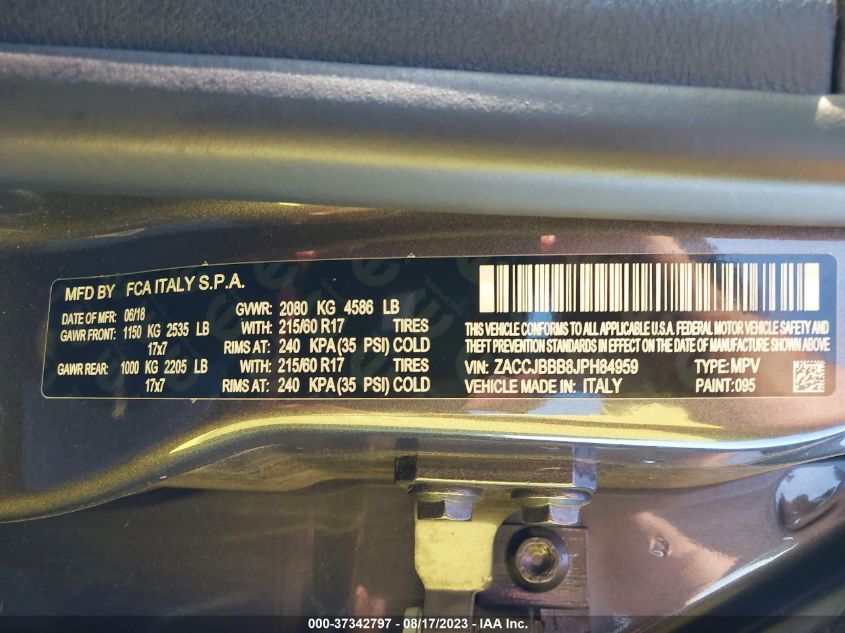 MFD BY FCA ITALY S.P.A.
DATE OF MFR: 06/18 GVWR: 2080 KG 4586 LB
GAWR FRONT: 1150 KG 2535 LB WITH: 215/60 R17 TIRES
17x7 RIMS AT: 240 KPA(35 PSI) COLD
GAWR REAR: 1000 KG 2205 LB WITH: 215/60 R17 TIRES
17x7 RIMS AT: 240 KPA(35 PSI) COLD
THIS VEHICLE CONFORMS TO ALL APPLICABLE U.S.A. FEDERAL MOTOR VEHICLE SAFETY AND
THEFT PREVENTION STANDARDS IN EFFECT ON THE DATE OF MANUFACTURE SHOWN ABOVE
VIN: ZACCJBBB8JPH84959 TYPE: MPV
VEHICLE MADE IN: ITALY PAINT: 095
000-37342797 - 08/17/2023 - IAA Inc.